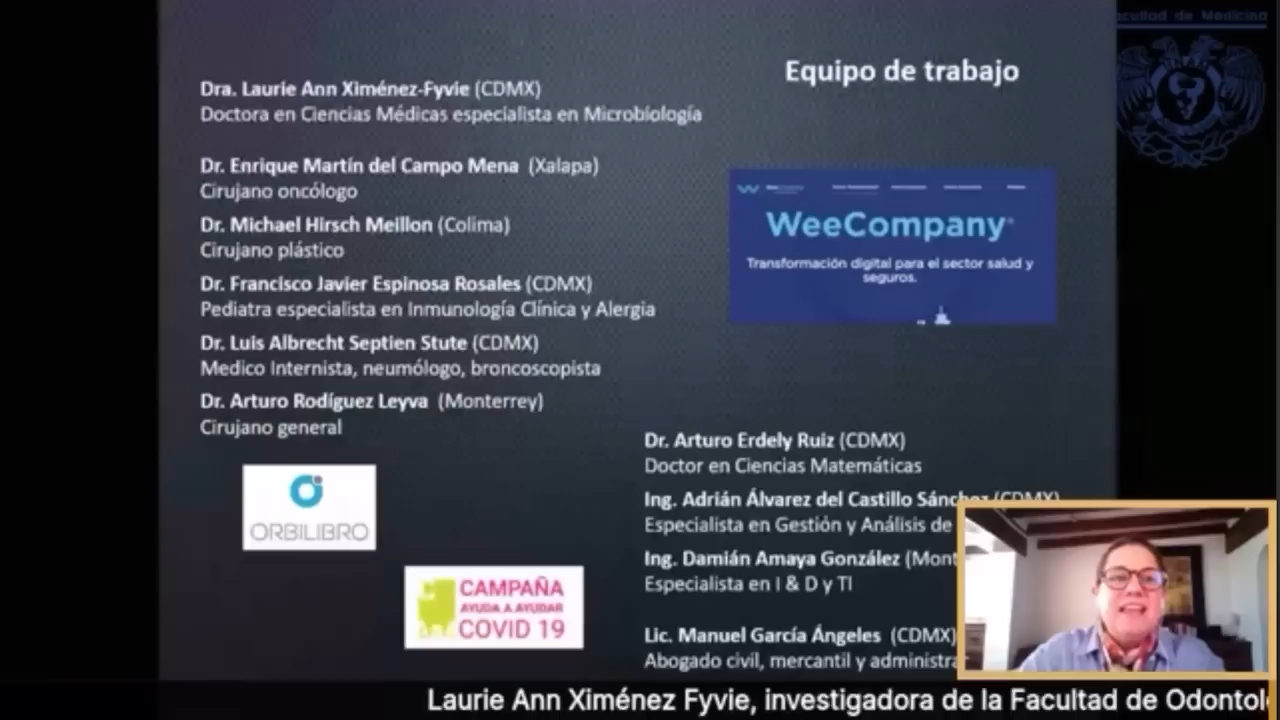 Facultad de Medicina
Equipo de trabajo
Dra. Laurie Ann Ximénez-Fyvie (CDMX)
Doctora en Ciencias Médicas especialista en Microbiología
Dr. Enrique Martín del Campo Mena (Xalapa)
Cirujano oncólogo
Dr. Michael Hirsch Meillon (Colima)
Cirujano plástico
Dr. Francisco Javier Espinosa Rosales (CDMX)
Pediatra especialista en Inmunología Clínica y Alergia
Dr. Luis Albrecht Septien Stute (CDMX)
Medico Internista, neumólogo, broncoscopista
Dr. Arturo Rodíguez Leyva (Monterrey)
Cirujano general
WeeCompany
Transformación digital para el sector salud y
seguros.
ORBILIBRO
CAMPAÑA
AYUDA A AYUDAR
COVID 19
Dr. Arturo Erdely Ruiz (CDMX)
Doctor en Ciencias Matemáticas
Ing. Adrián Álvarez del Castillo Sánchez (CDMX)
Especialista en Gestión y Análisis de
Ing. Damián Amaya González (Mont
Especialista en I & D y TI
Lic. Manuel García Ángeles (CDMX)
Abogado civil, mercantil y administra
Laurie Ann Ximénez Fyvie, investigadora de la Facultad de Odontol